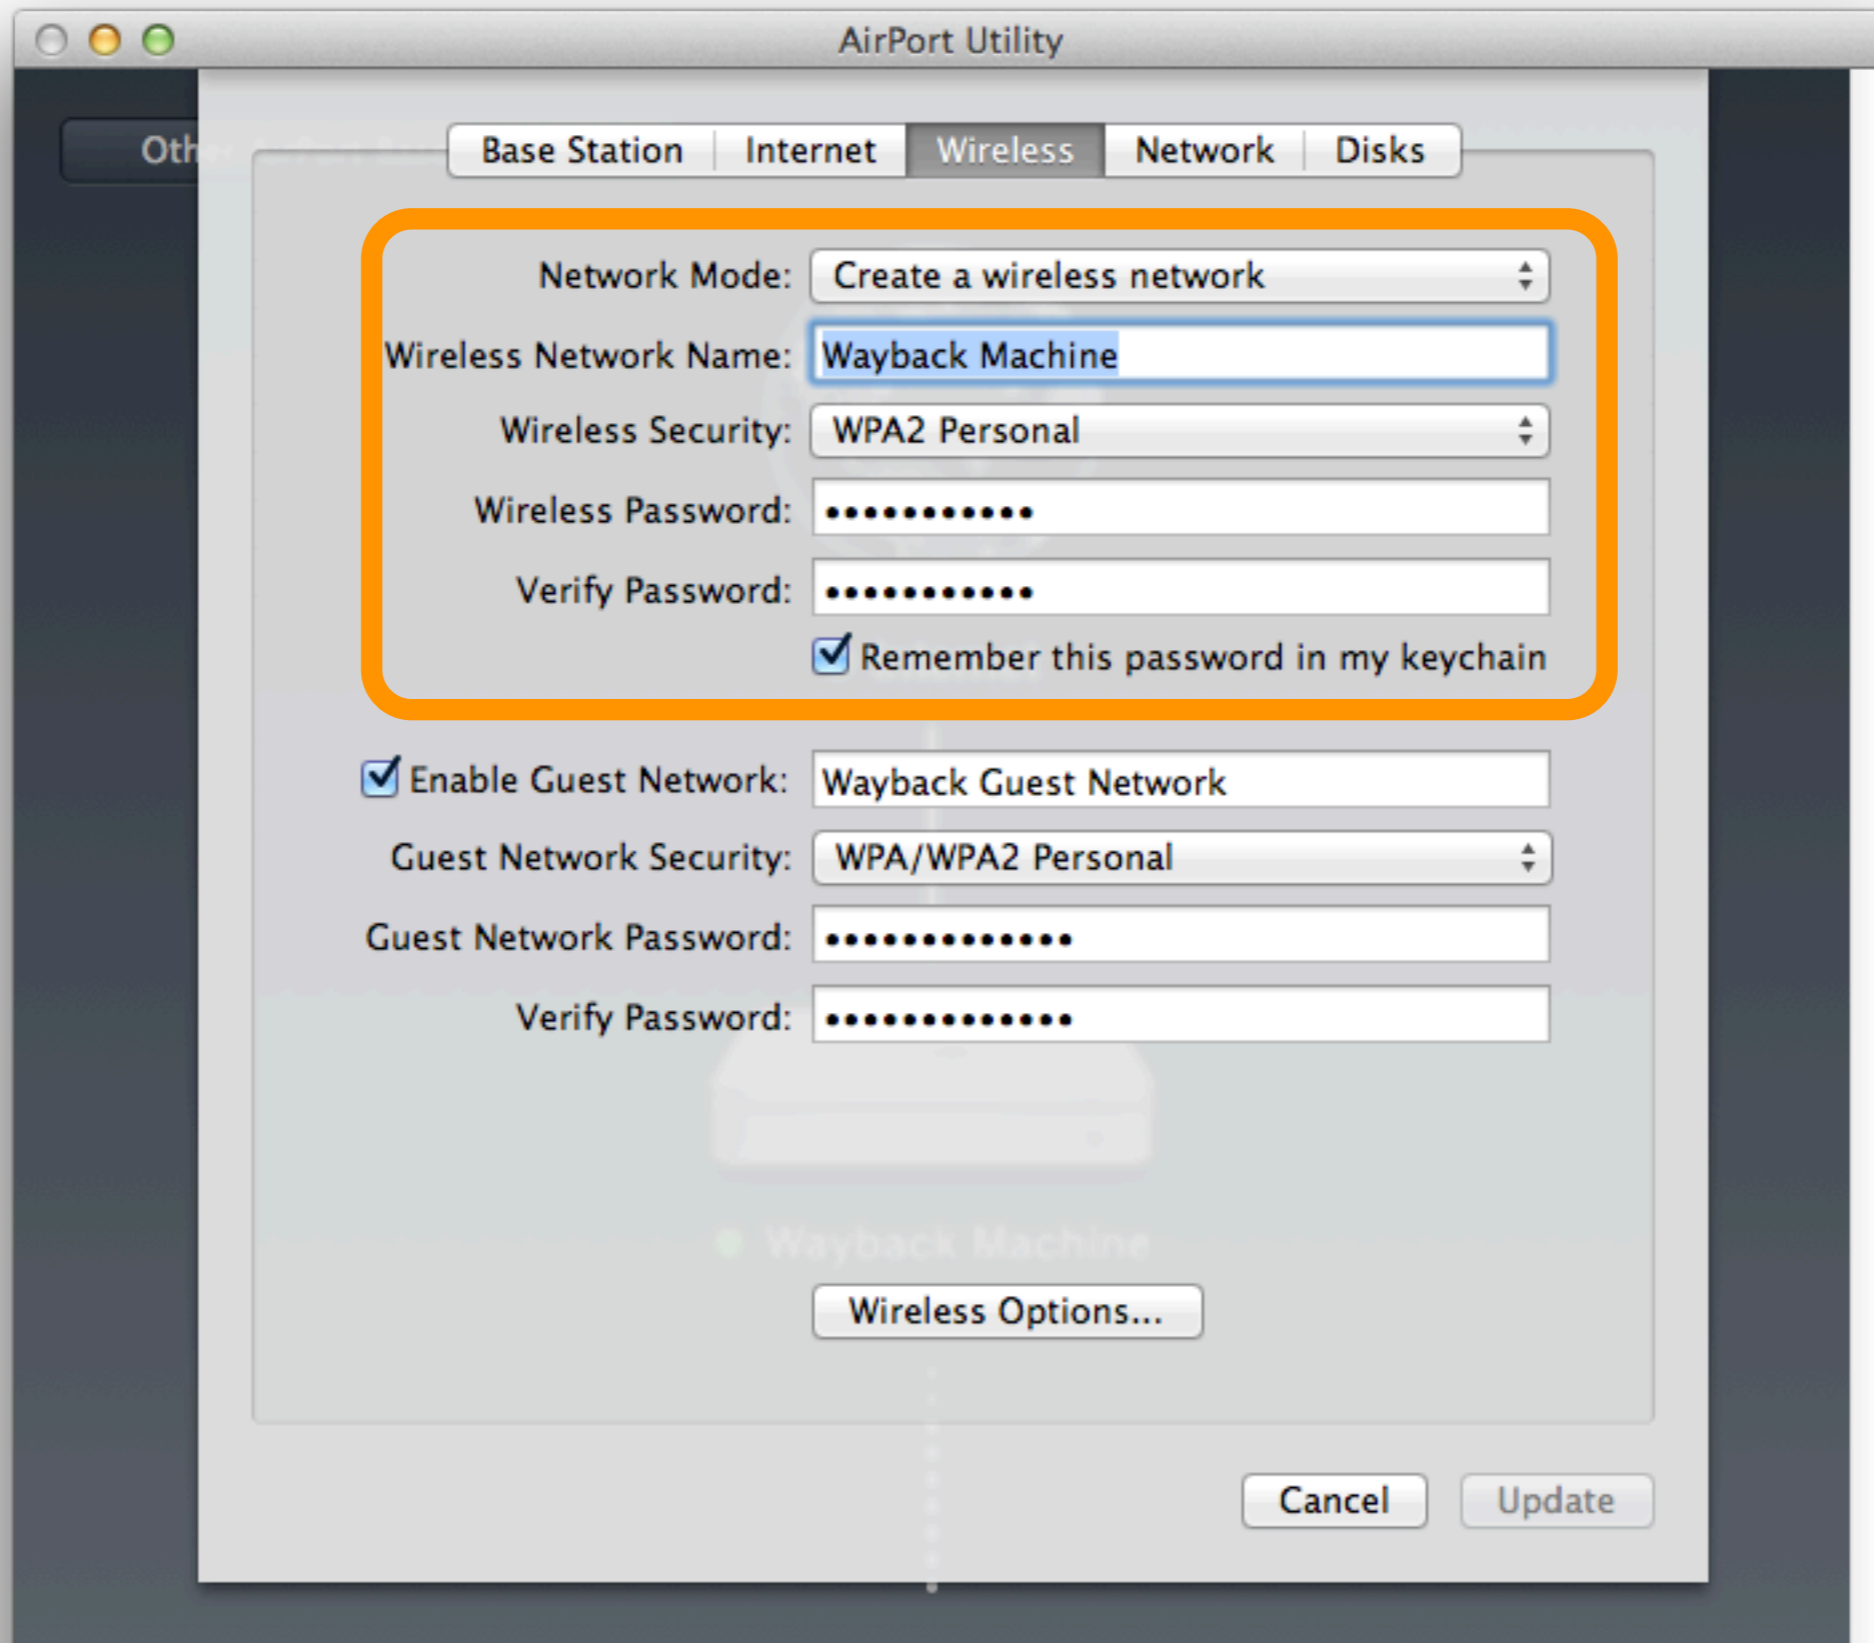 AirPort Utility
Oth
Base Station Internet Wireless Network Disks
Network Mode: Create a wireless network
Wireless Network Name: Wayback Machine
Wireless Security: WPA2 Personal
Wireless Password: •••••••••••
Verify Password: •••••••••••
Remember this password in my keychain
Enable Guest Network: Wayback Guest Network
Guest Network Security: WPA/WPA2 Personal
Guest Network Password: •••••••••••••
Verify Password: •••••••••••••
Wayback Machine
Wireless Options...
Cancel Update